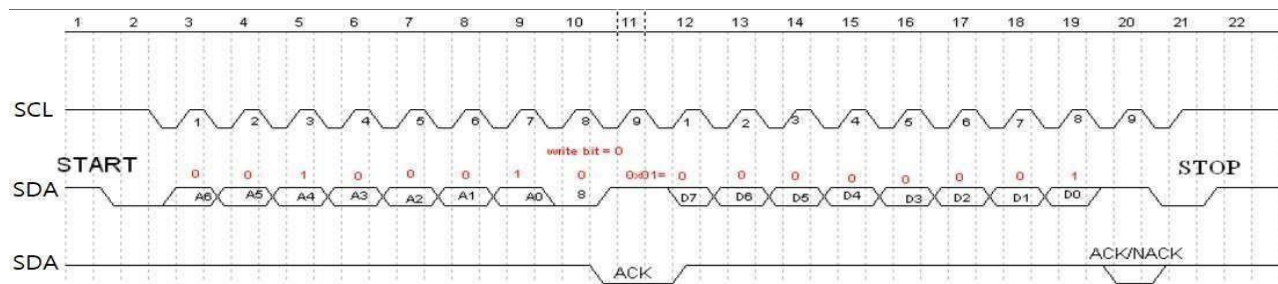 1 2 3 4 5 6 7 8 9 10 11 12 13 14 15 16 17 18 19 20 21 22
SCL 1 2 3 4 5 6 7 8 9 1 2 3 4 5 6 7 8 9
write bit = 0
START 0 0 1 0 0 0 1 0 0x01= 0 0 0 0 0 0 0 1 STOP
SDA A6 A5 A4 A3 A2 A1 A0 8 D7 D6 D5 D4 D3 D2 D1 D0
ACK/NACK
SDA ACK